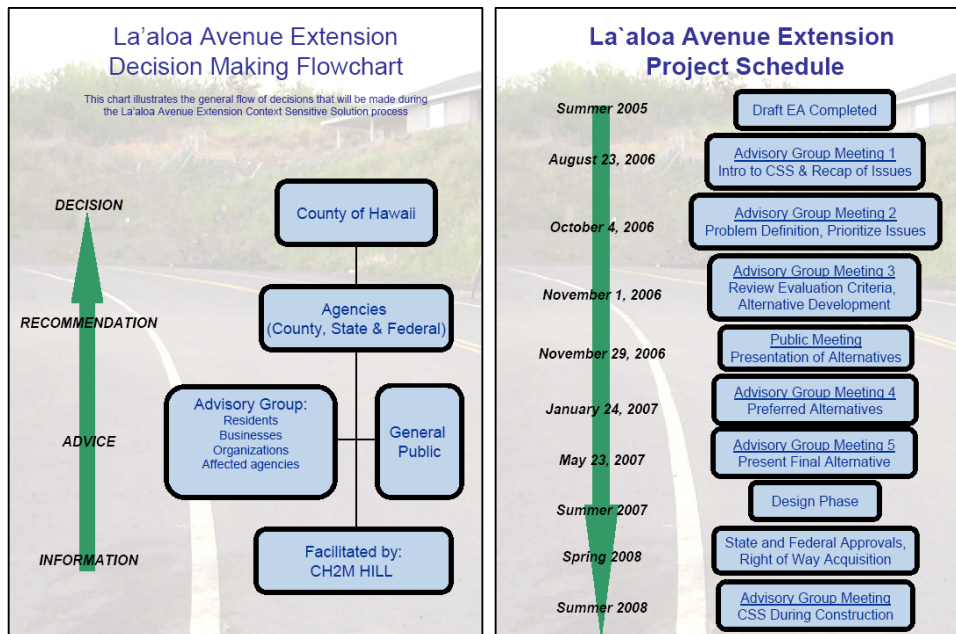 La'aloa Avenue Extension
Decision Making Flowchart
This chart illustrates the general flow of decisions that will be made during
the La'aloa Avenue Extension Context Sensitive Solution process
DECISION
County of Hawaii
RECOMMENDATION
Agencies
(County, State & Federal)
ADVICE
Advisory Group:
Residents
Businesses
Organizations
Affected agencies
General
Public
INFORMATION
Facilitated by:
CH2M HILL
La`aloa Avenue Extension
Project Schedule
Summer 2005
Draft EA Completed
August 23, 2006
Advisory Group Meeting 1
Intro to CSS & Recap of Issues
October 4, 2006
Advisory Group Meeting 2
Problem Definition, Prioritize Issues
November 1, 2006
Advisory Group Meeting 3
Review Evaluation Criteria,
Alternative Development
November 29, 2006
Public Meeting
Presentation of Alternatives
January 24, 2007
Advisory Group Meeting 4
Preferred Alternatives
May 23, 2007
Advisory Group Meeting 5
Present Final Alternative
Summer 2007
Design Phase
Spring 2008
State and Federal Approvals,
Right of Way Acquisition
Summer 2008
Advisory Group Meeting
CSS During Construction